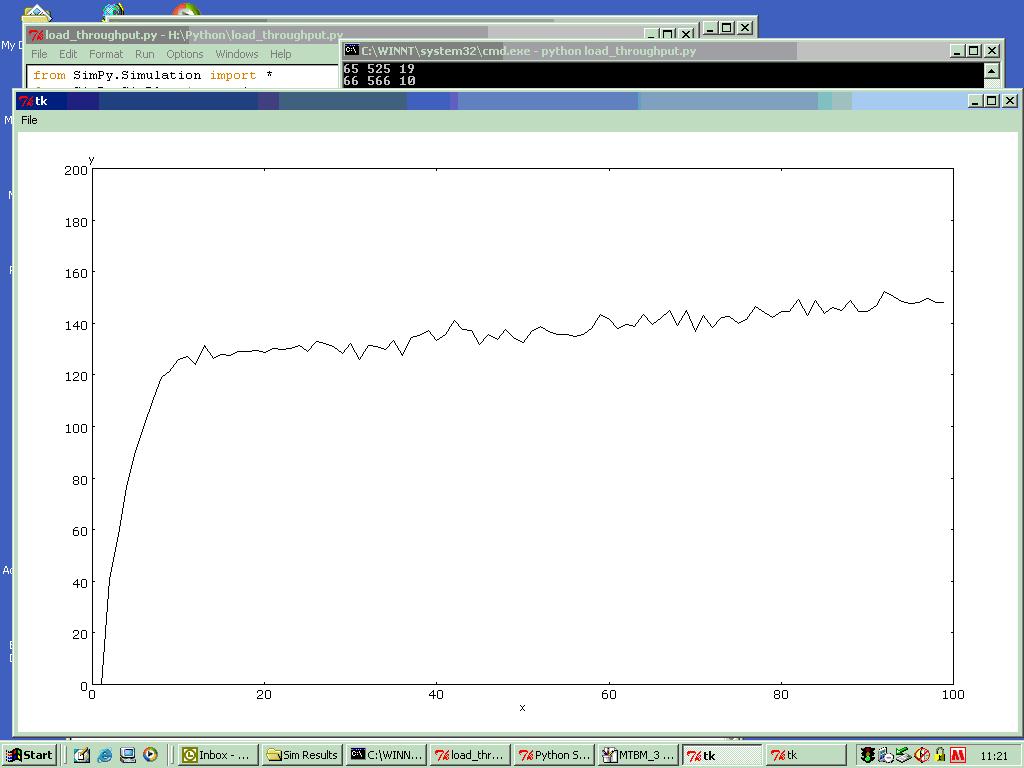 My D
load_throughput.py - H:\Python\load_throughput.py
File Edit Format Run Options Windows Help
from SimPy.Simulation import *
C:\WINNT\system32\cmd.exe - python load_throughput.py
65 525 19
66 566 10
tk
File
y
200
180
160
140
120
100
80
60
40
20
0
0 20 40 60 80 100
x
Start
Inbox - ...
Sim Results
C:\WINN...
load_thr...
Python S...
MTBM_3 ...
tk
tk
11:21